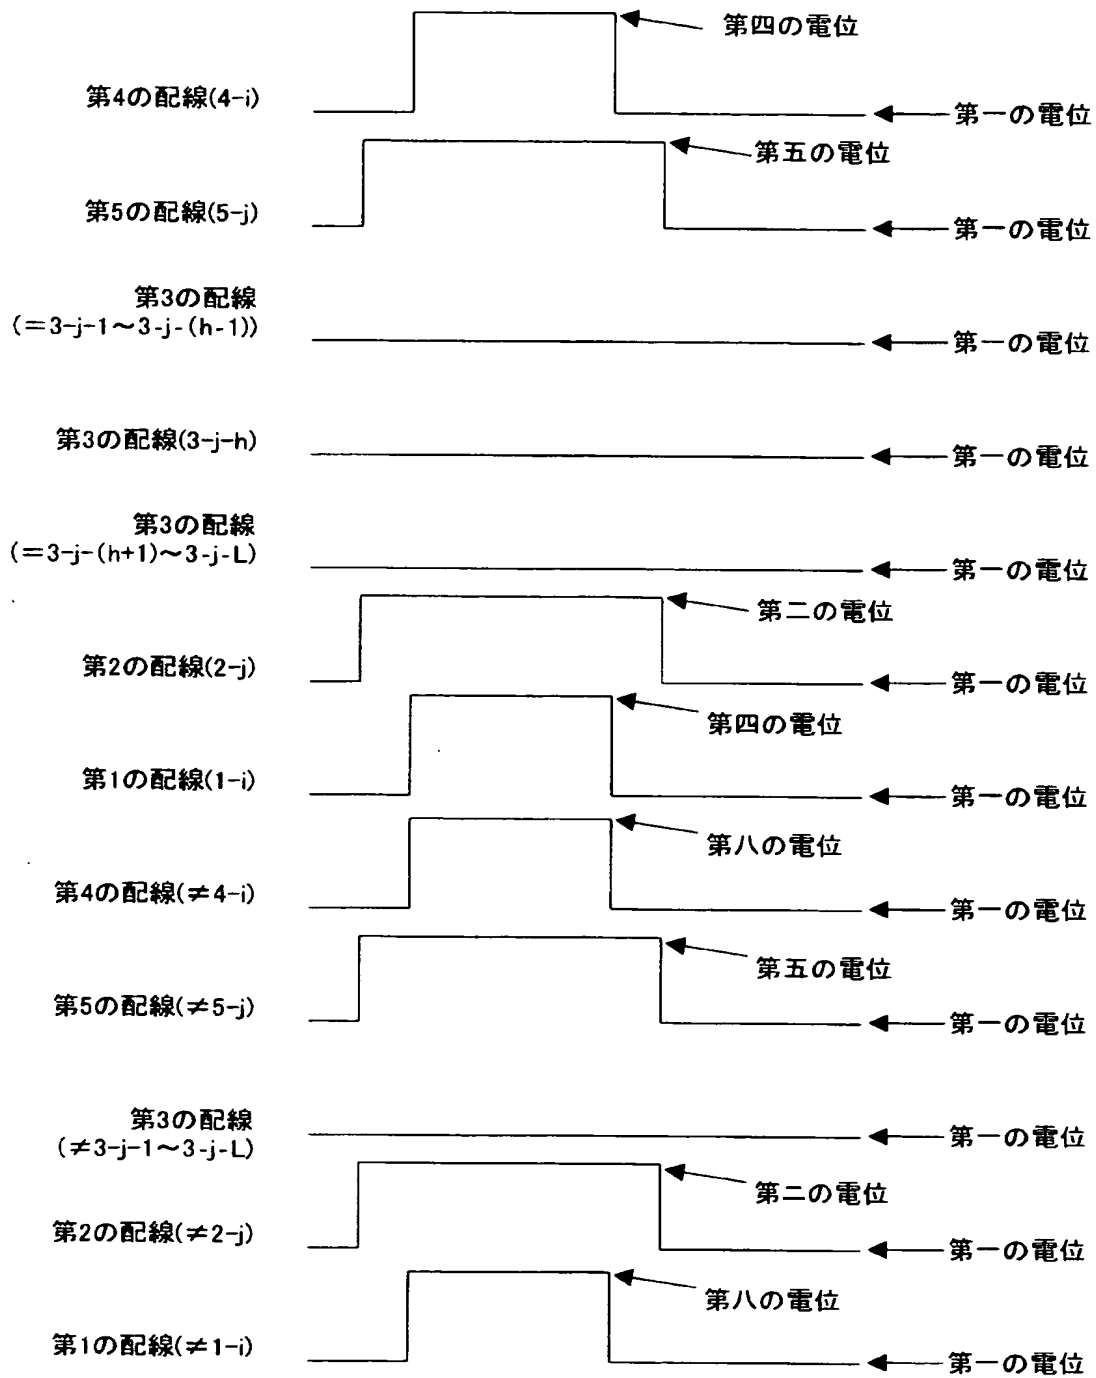 第四の電位
第4の配線(4-i)
第一の電位
第五の電位
第5の配線(5-j)
第一の電位
第3の配線
(=3-j-1～3-j-(h-1))
第一の電位
第3の配線(3-j-h)
第一の電位
第3の配線
(=3-j-(h+1)～3-j-L)
第一の電位
第二の電位
第2の配線(2-j)
第一の電位
第四の電位
第1の配線(1-i)
第一の電位
第八の電位
第4の配線(≠4-i)
第一の電位
第五の電位
第5の配線(≠5-j)
第一の電位
第3の配線
(≠3-j-1～3-j-L)
第一の電位
第二の電位
第2の配線(≠2-j)
第一の電位
第八の電位
第1の配線(≠1-i)
第一の電位